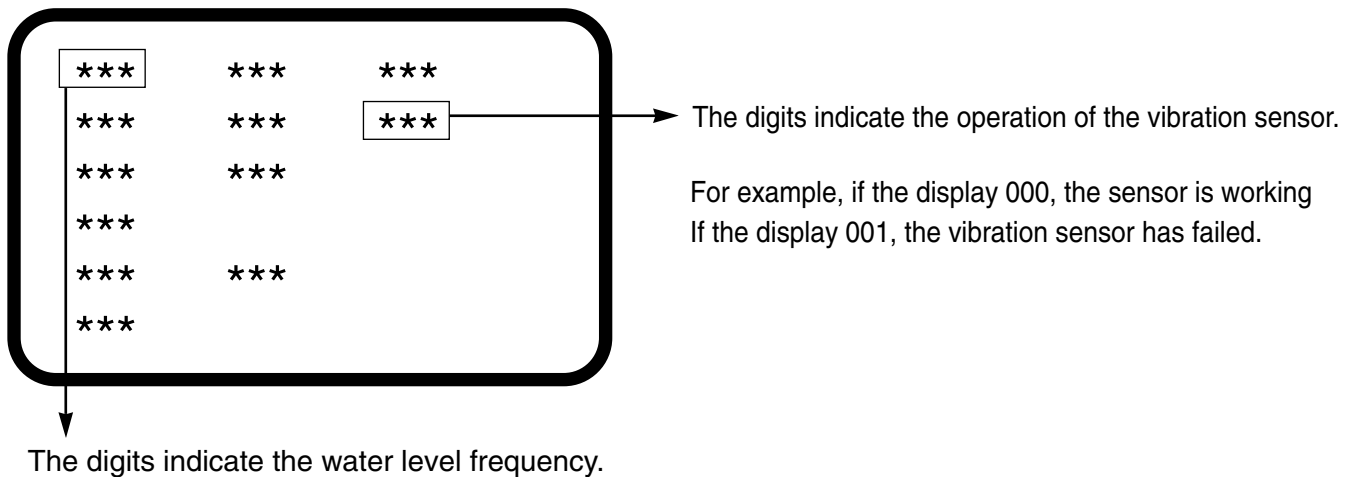 *** *** ***
*** *** ***
*** ***
***
*** ***
***
The digits indicate the operation of the vibration sensor.
For example, if the display 000, the sensor is working
If the display 001, the vibration sensor has failed.
The digits indicate the water level frequency.